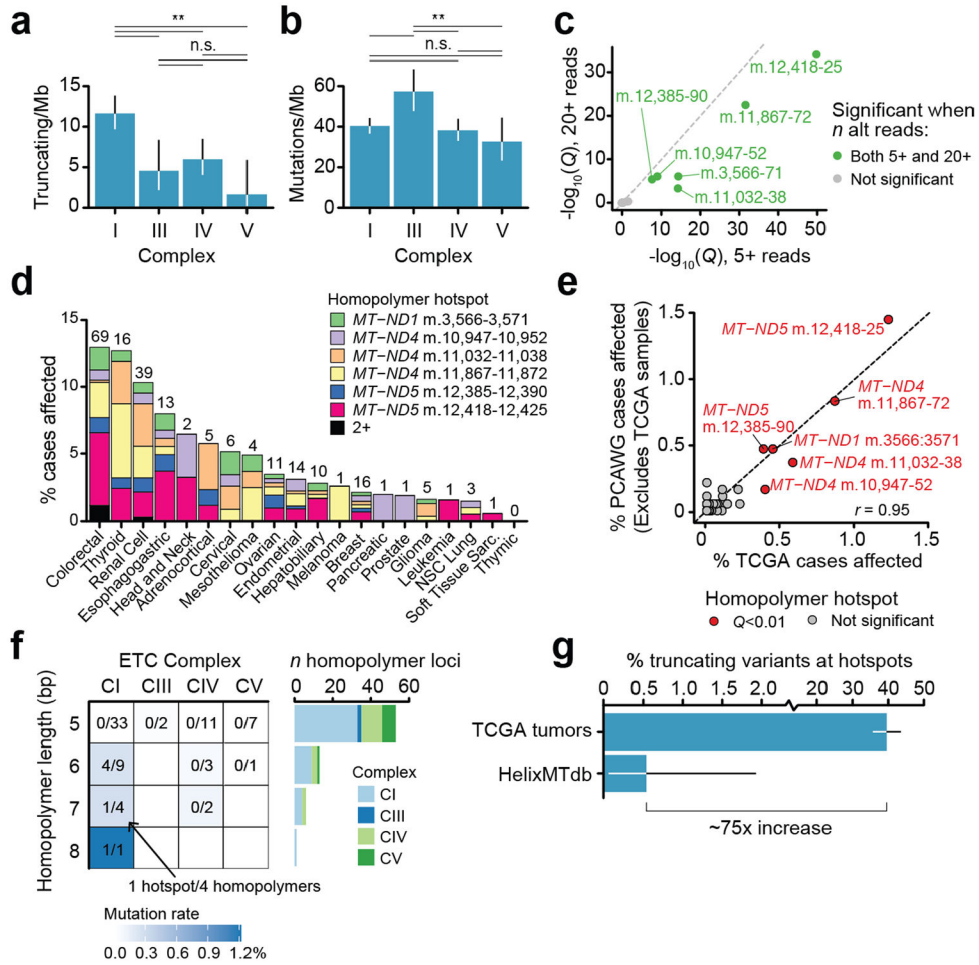 a
**
n.s.
Truncating/Mb
15
10
5
0
I III IV V
Complex
b
**
n.s.
Mutations/Mb
60
40
20
0
I III IV V
Complex
c
-log10(Q), 20+ reads
30
20
10
0
m.12,418-25
m.12,385-90
m.11,867-72
m.10,947-52
m.3,566-71
m.11,032-38
0 10 20 30 40 50
-log10(Q), 5+ reads
Significant when
n alt reads:
Both 5+ and 20+
Not significant
d
% cases affected
15
10
5
0
69 16 39 13 2 5 6 4 11 14 10 1 16 1 1 5 1 3 1 0
Homopolymer hotspot
MT−ND1 m.3,566-3,571
MT−ND4 m.10,947-10,952
MT−ND4 m.11,032-11,038
MT−ND4 m.11,867-11,872
MT−ND5 m.12,385-12,390
MT−ND5 m.12,418-12,425
2+
Colorectal
Thyroid
Renal Cell
Esophagogastric
Head and Neck
Adrenocortical
Cervical
Mesothelioma
Ovarian
Endometrial
Hepatobiliary
Melanoma
Breast
Pancreatic
Prostate
Glioma
Leukemia
NSC Lung
Soft Tissue Sarc.
Thymic
e
% PCAWG cases affected
(Excludes TCGA samples)
1.5
1.0
0.5
0
MT−ND5 m.12,418-25
MT−ND4
m.11,867-72
MT−ND5
m.12,385-90
MT−ND1 m.3566:3571
MT−ND4 m.11,032-38
MT−ND4 m.10,947-52
r = 0.95
0 0.5 1.0 1.5
% TCGA cases affected
Homopolymer hotspot
Q<0.01
Not significant
f
ETC Complex
CI CIII CIV CV
Homopolymer length (bp)
5 0/33 0/2 0/11 0/7
6 4/9 0/3 0/1
7 1/4 0/2
8 1/1
1 hotspot/4 homopolymers
Mutation rate
0.0 0.3 0.6 0.9 1.2%
n homopolymer loci
0 20 40 60
Complex
CI
CIII
CIV
CV
g
% truncating variants at hotspots
0 0.5 1.0 1.5 2.0 20 30 40 50
TCGA tumors
HelixMTdb
~75x increase